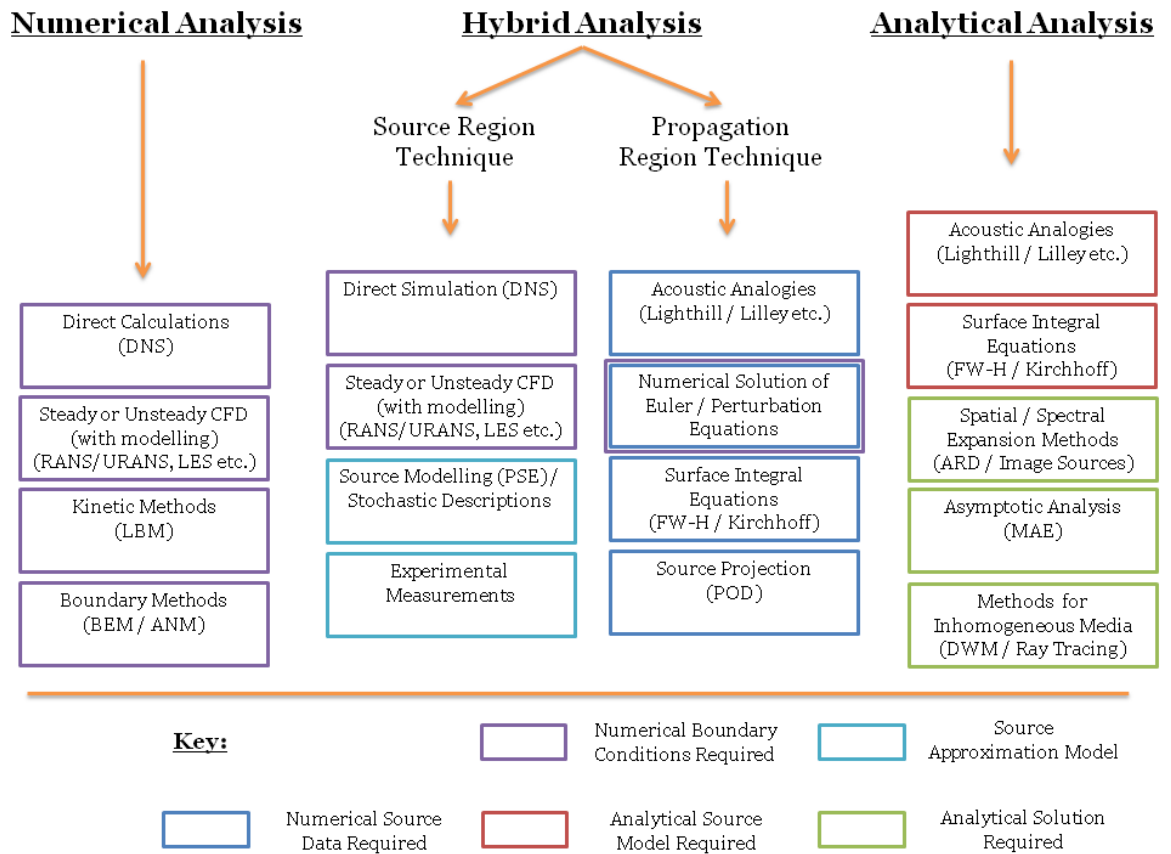 Numerical Analysis
Hybrid Analysis
Analytical Analysis
Source Region
Technique
Propagation
Region Technique
Direct Calculations
(DNS)
Steady or Unsteady CFD
(with modelling)
(RANS/URANS, LES etc.)
Kinetic Methods
(LBM)
Boundary Methods
(BEM / ANM)
Direct Simulation (DNS)
Steady or Unsteady CFD
(with modelling)
(RANS/URANS, LES etc.)
Source Modelling (PSE)/
Stochastic Descriptions
Experimental
Measurements
Acoustic Analogies
(Lighthill / Lilley etc.)
Numerical Solution of
Euler / Perturbation
Equations
Surface Integral
Equations
(FW-H / Kirchhoff)
Source Projection
(POD)
Acoustic Analogies
(Lighthill / Lilley etc.)
Surface Integral
Equations
(FW-H / Kirchhoff)
Spatial / Spectral
Expansion Methods
(ARD / Image Sources)
Asymptotic Analysis
(MAE)
Methods for
Inhomogeneous Media
(DWM / Ray Tracing)
Key:
Numerical Boundary
Conditions Required
Source
Approximation Model
Numerical Source
Data Required
Analytical Source
Model Required
Analytical Solution
Required